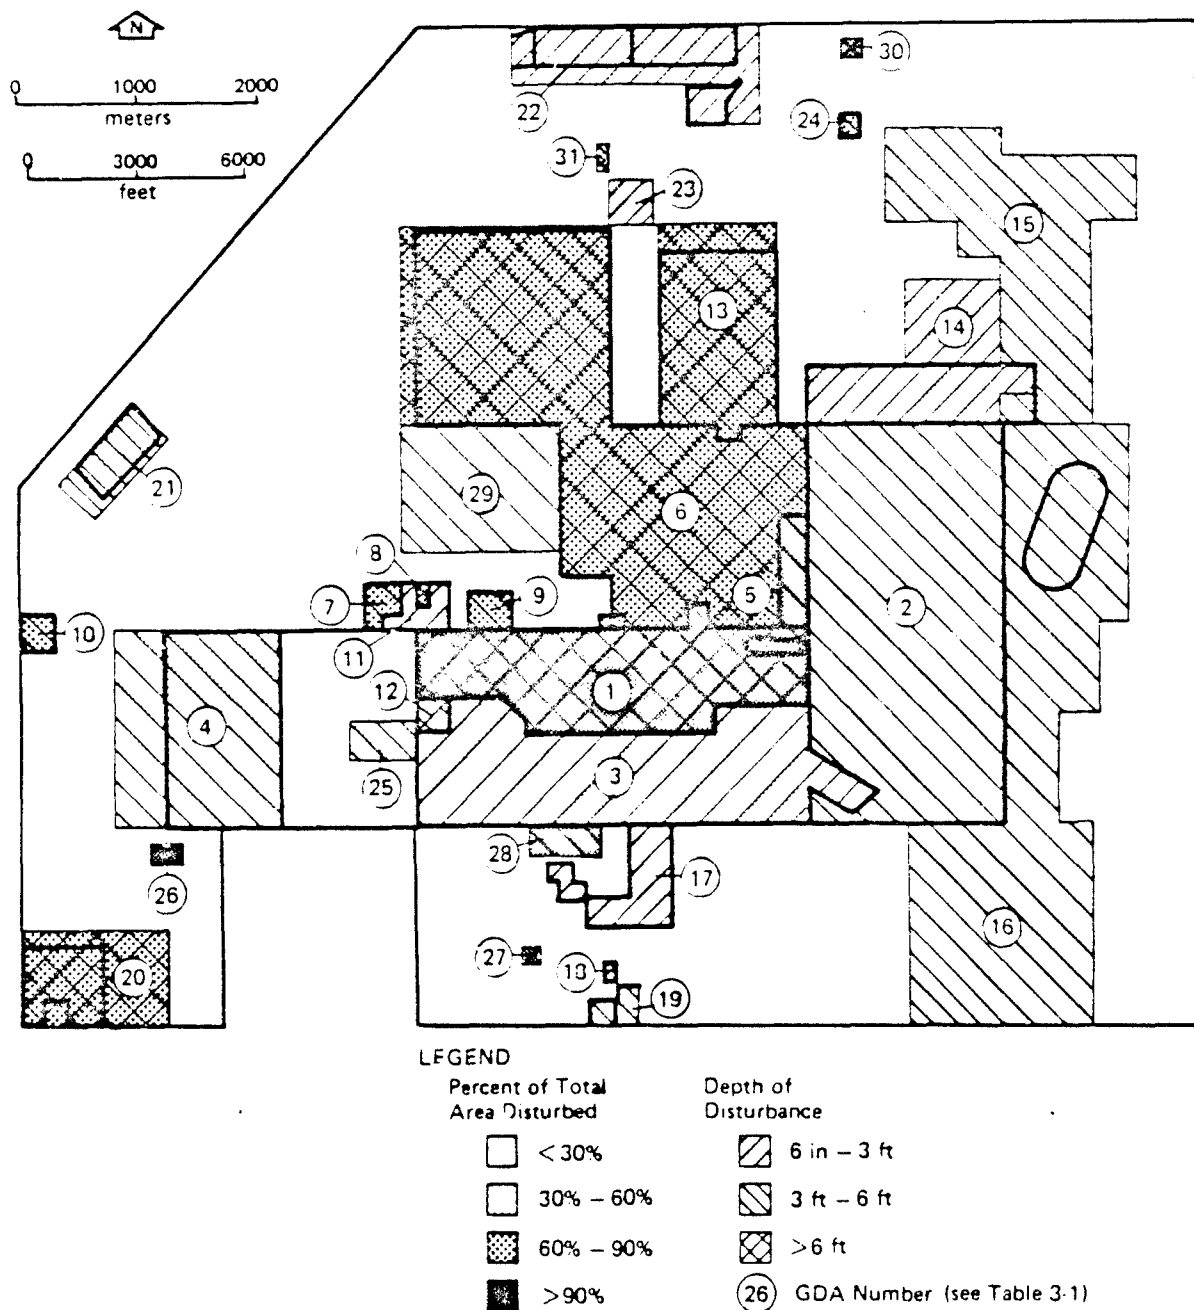 N
0 1000 2000
meters
0 3000 6000
feet
30
22
24
31
23
15
13
14
21
29
6
8
7
9
5
2
10
11
12
1
4
25
3
28
17
26
16
27
18
20
19
LEGEND
Percent of Total
Area Disturbed
Depth of
Disturbance
<30%
6 in – 3 ft
30% – 60%
3 ft – 6 ft
60% – 90%
>6 ft
>90%
26 GDA Number (see Table 3-1)